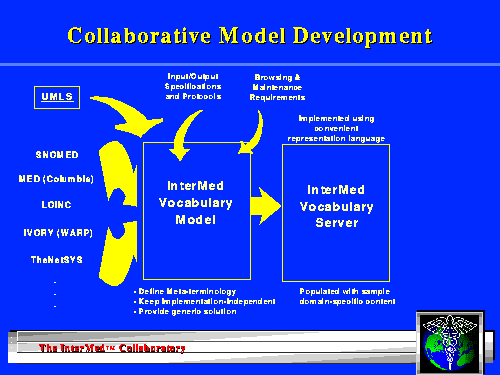 Collaborative Model Development
Input/Output
Specifications
and Protocols
Browsing &
Maintenance
Requirements
UMLS
Implemented using
convenient
representation language
SNOMED
MED (Columbia)
LOINC
IVORY (WARP)
TheNetSYS
.
.
.
InterMed
Vocabulary
Model
InterMed
Vocabulary
Server
- Define Meta-terminology
- Keep Implementation-Independent
- Provide generic solution
Populated with sample
domain-specific content
The InterMed™ Collaboratory